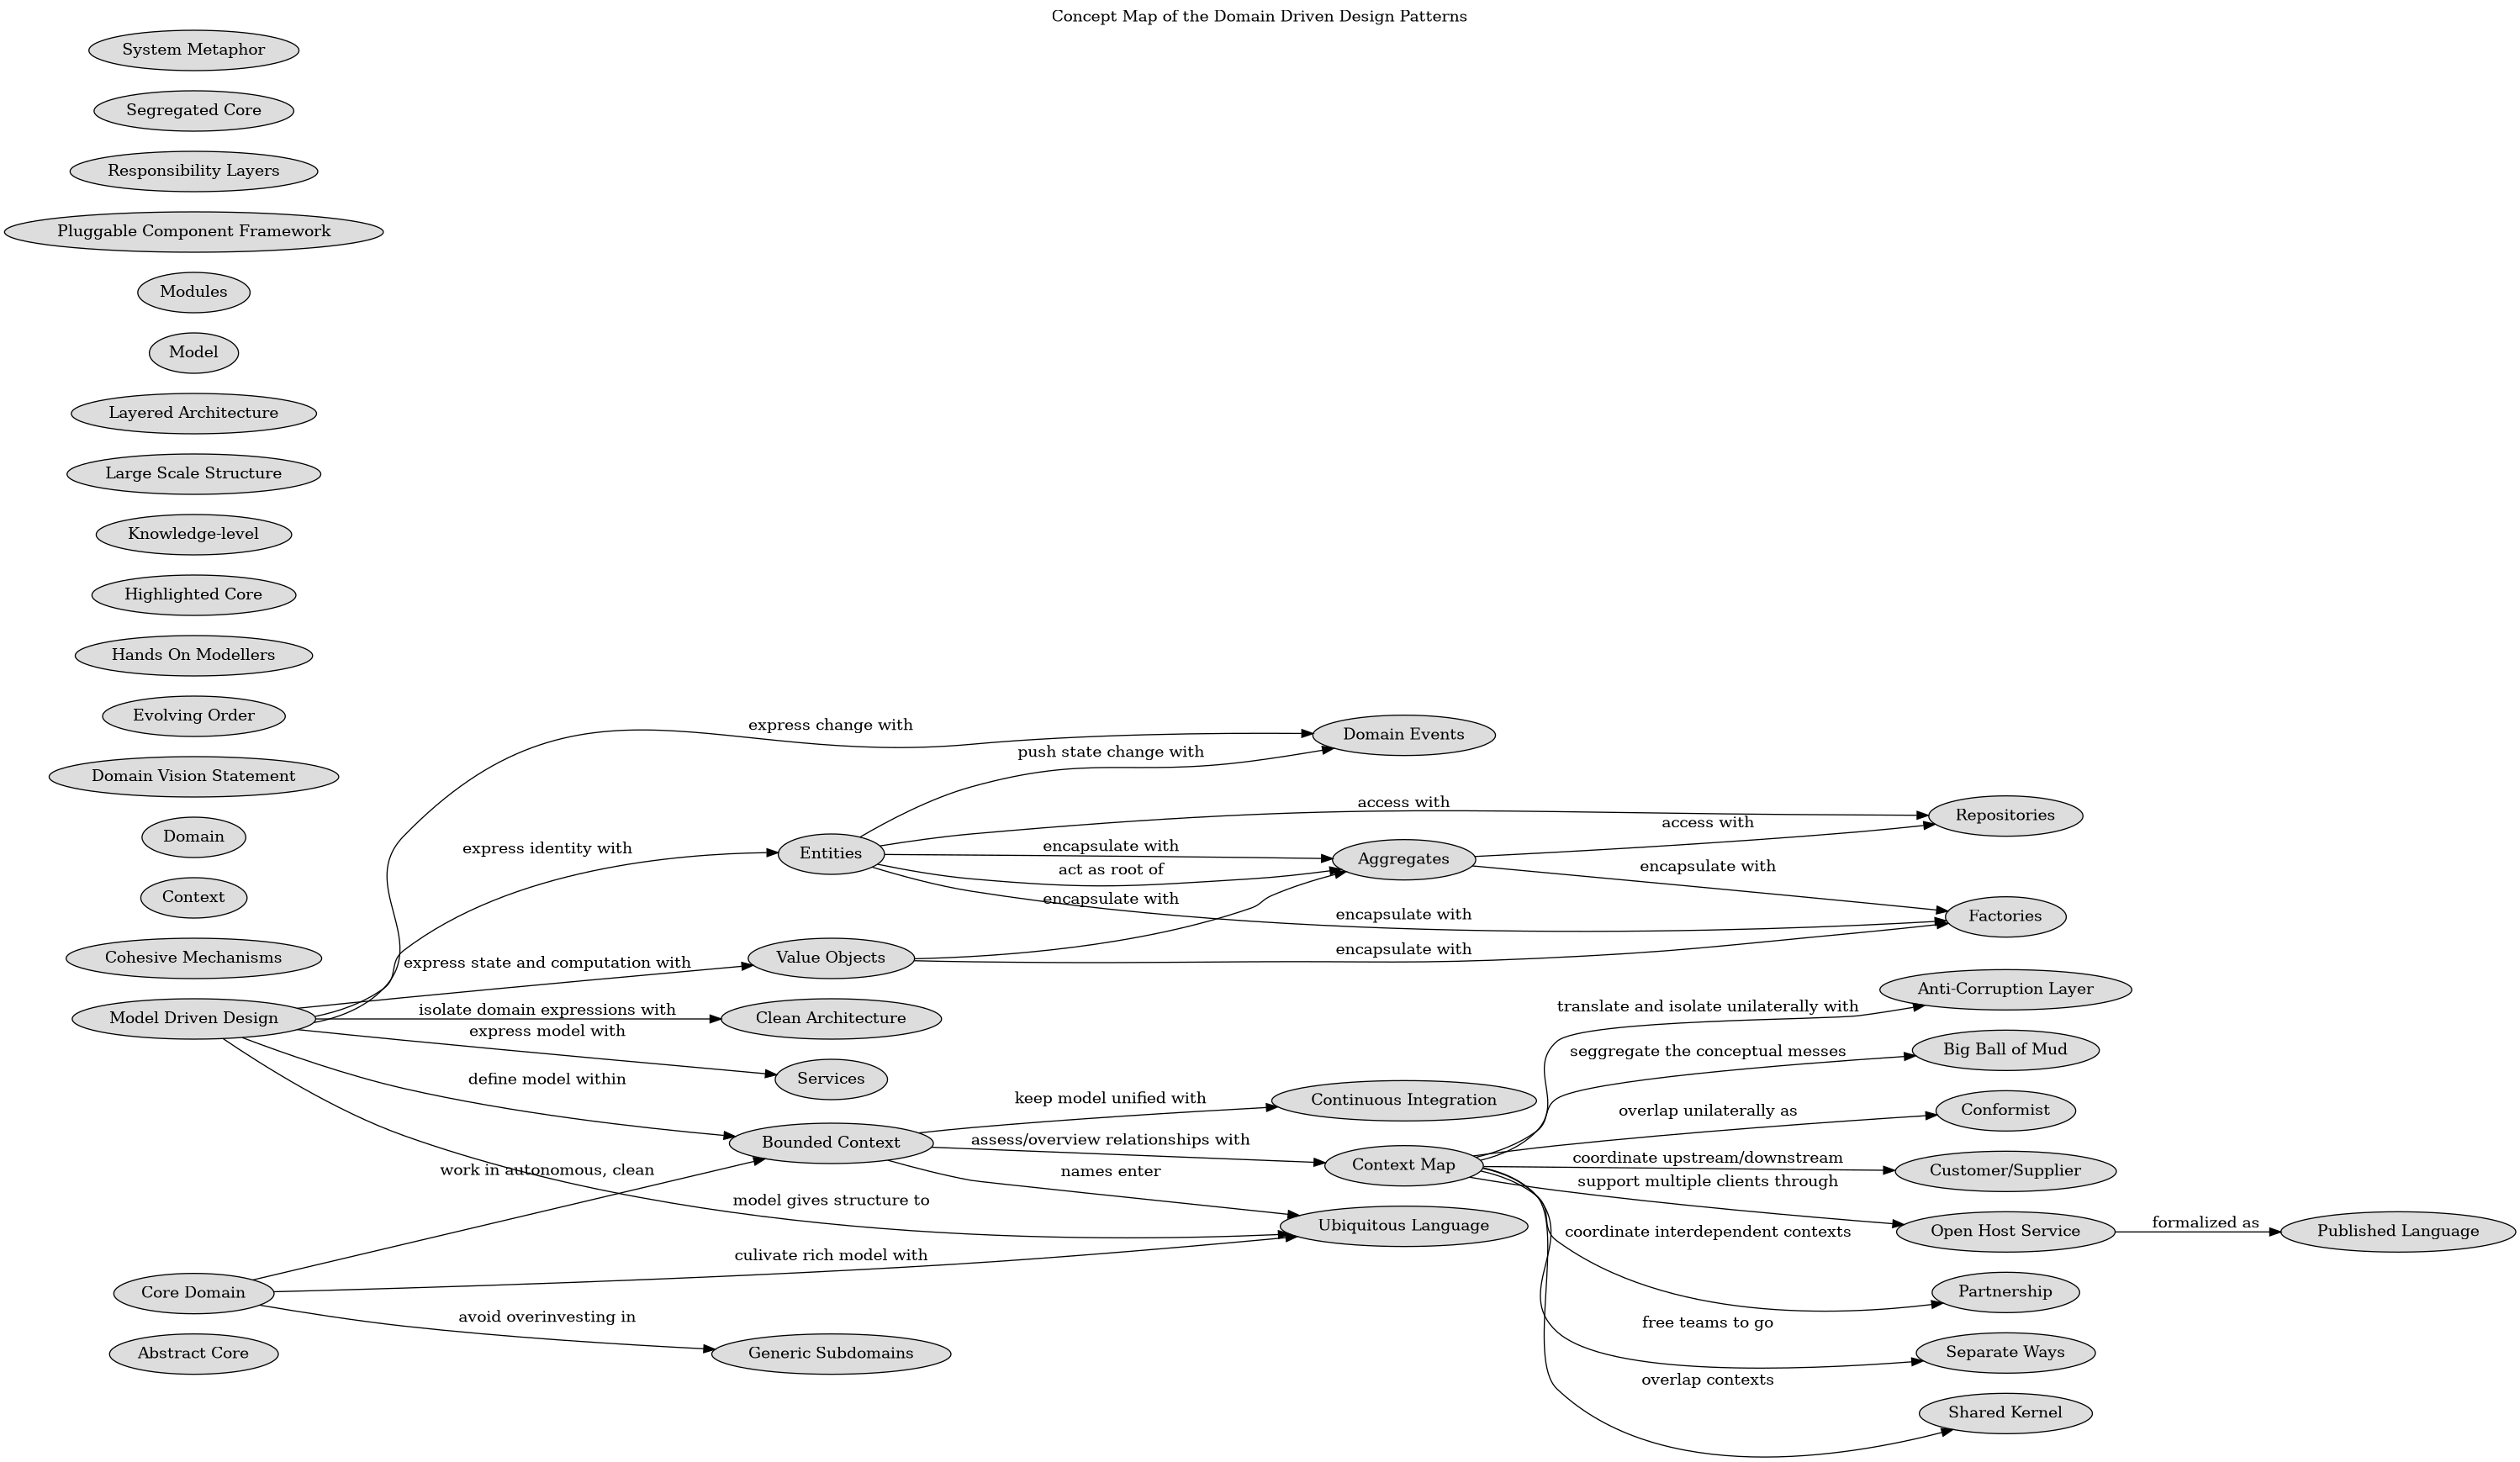 Concept Map of the Domain Driven Design Patterns
System Metaphor
Segregated Core
Responsibility Layers
Pluggable Component Framework
Modules
Model
Layered Architecture
Large Scale Structure
Knowledge-level
Highlighted Core
Hands On Modellers
Evolving Order
Domain Vision Statement
Domain
Context
Cohesive Mechanisms
Model Driven Design
Core Domain
Abstract Core
express change with
express identity with
express state and computation with
isolate domain expressions with
express model with
define model within
work in autonomous, clean
model gives structure to
culivate rich model with
avoid overinvesting in
Entities
Value Objects
Clean Architecture
Services
Bounded Context
Generic Subdomains
push state change with
access with
encapsulate with
act as root of
encapsulate with
encapsulate with
encapsulate with
keep model unified with
assess/overview relationships with
names enter
Domain Events
Aggregates
Continuous Integration
Context Map
Ubiquitous Language
access with
encapsulate with
translate and isolate unilaterally with
seggregate the conceptual messes
overlap unilaterally as
coordinate upstream/downstream
support multiple clients through
coordinate interdependent contexts
free teams to go
overlap contexts
Repositories
Factories
Anti-Corruption Layer
Big Ball of Mud
Conformist
Customer/Supplier
Open Host Service
Partnership
Separate Ways
Shared Kernel
formalized as
Published Language